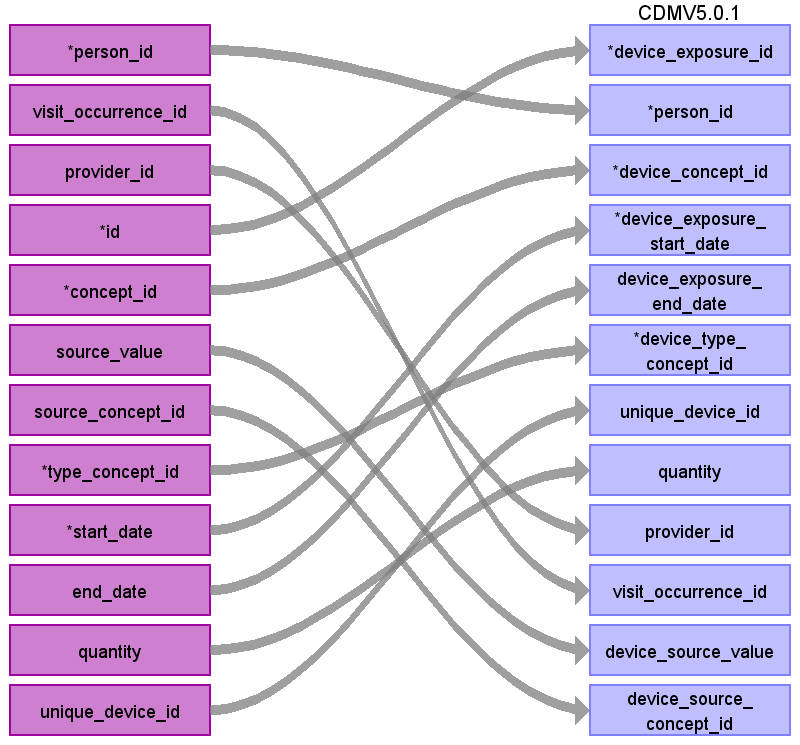 CDMV5.0.1
*person_id
visit_occurrence_id
provider_id
*id
*concept_id
source_value
source_concept_id
*type_concept_id
*start_date
end_date
quantity
unique_device_id
*device_exposure_id
*person_id
*device_concept_id
*device_exposure_
start_date
device_exposure_
end_date
*device_type_
concept_id
unique_device_id
quantity
provider_id
visit_occurrence_id
device_source_value
device_source_
concept_id